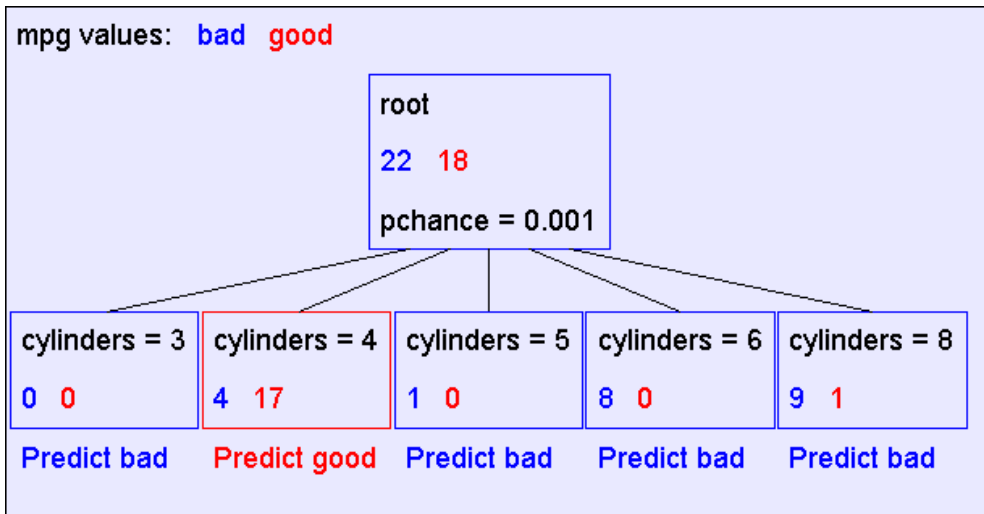 mpg values: bad good
root
22 18
pchance = 0.001
cylinders = 3
0 0
Predict bad
cylinders = 4
4 17
Predict good
cylinders = 5
1 0
Predict bad
cylinders = 6
8 0
Predict bad
cylinders = 8
9 1
Predict bad